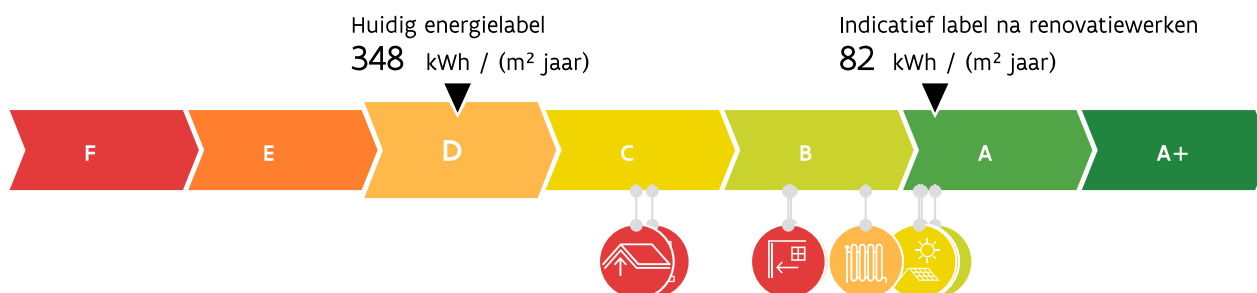 Huidig energielabel
348 kWh / (m² jaar)
Indicatief label na renovatiewerken
82 kWh / (m² jaar)
F
E
D
C
B
A
A+